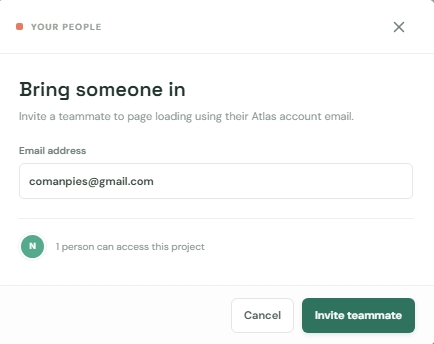 YOUR PEOPLE
Bring someone in
Invite a teammate to page loading using their Atlas account email.
Email address
comanpies@gmail.com
N
1 person can access this project
Cancel
Invite teammate